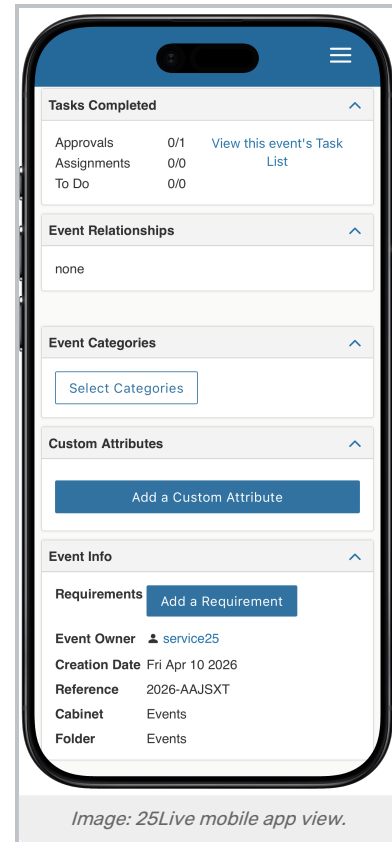 Tasks Completed
Approvals 0/1 View this event's Task
Assignments 0/0 List
To Do 0/0
Event Relationships
none
Event Categories
Select Categories
Custom Attributes
Add a Custom Attribute
Event Info
Requirements Add a Requirement
Event Owner service25
Creation Date Fri Apr 10 2026
Reference 2026-AAJSXT
Cabinet Events
Folder Events
Image: 25Live mobile app view.